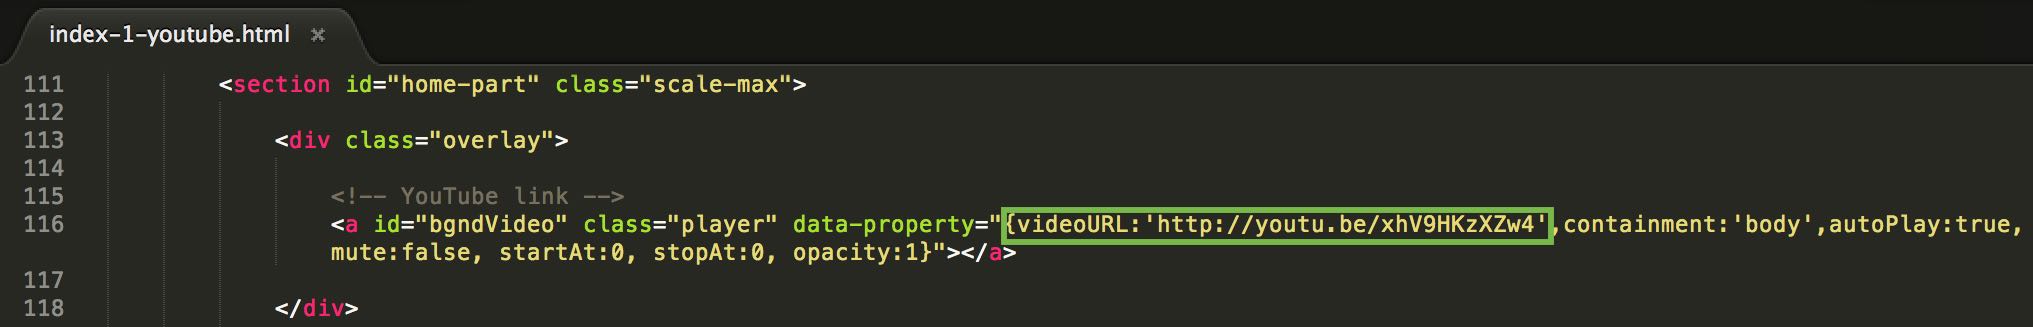 index-1-youtube.html ×
111 <section id="home-part" class="scale-max">
112
113 <div class="overlay">
114
115 <!-- YouTube link -->
116 <a id="bgndVideo" class="player" data-property="{videoURL:'http://youtu.be/xhV9HKzXZw4',containment:'body',autoPlay:true,
mute:false, startAt:0, stopAt:0, opacity:1}"></a>
117
118 </div>